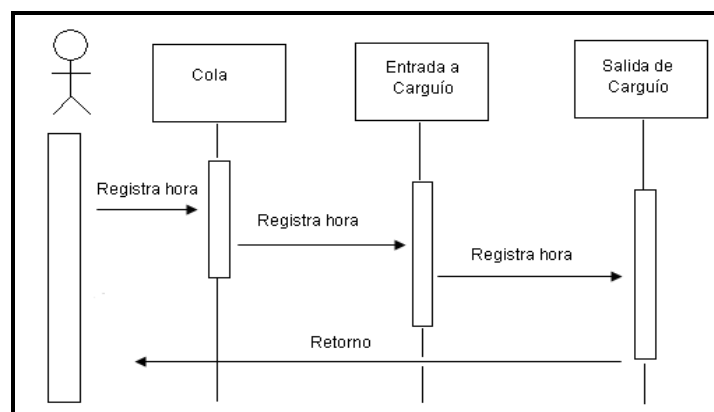 Cola
Entrada a
Carguío
Salida de
Carguío
Registra hora
Registra hora
Registra hora
Retorno